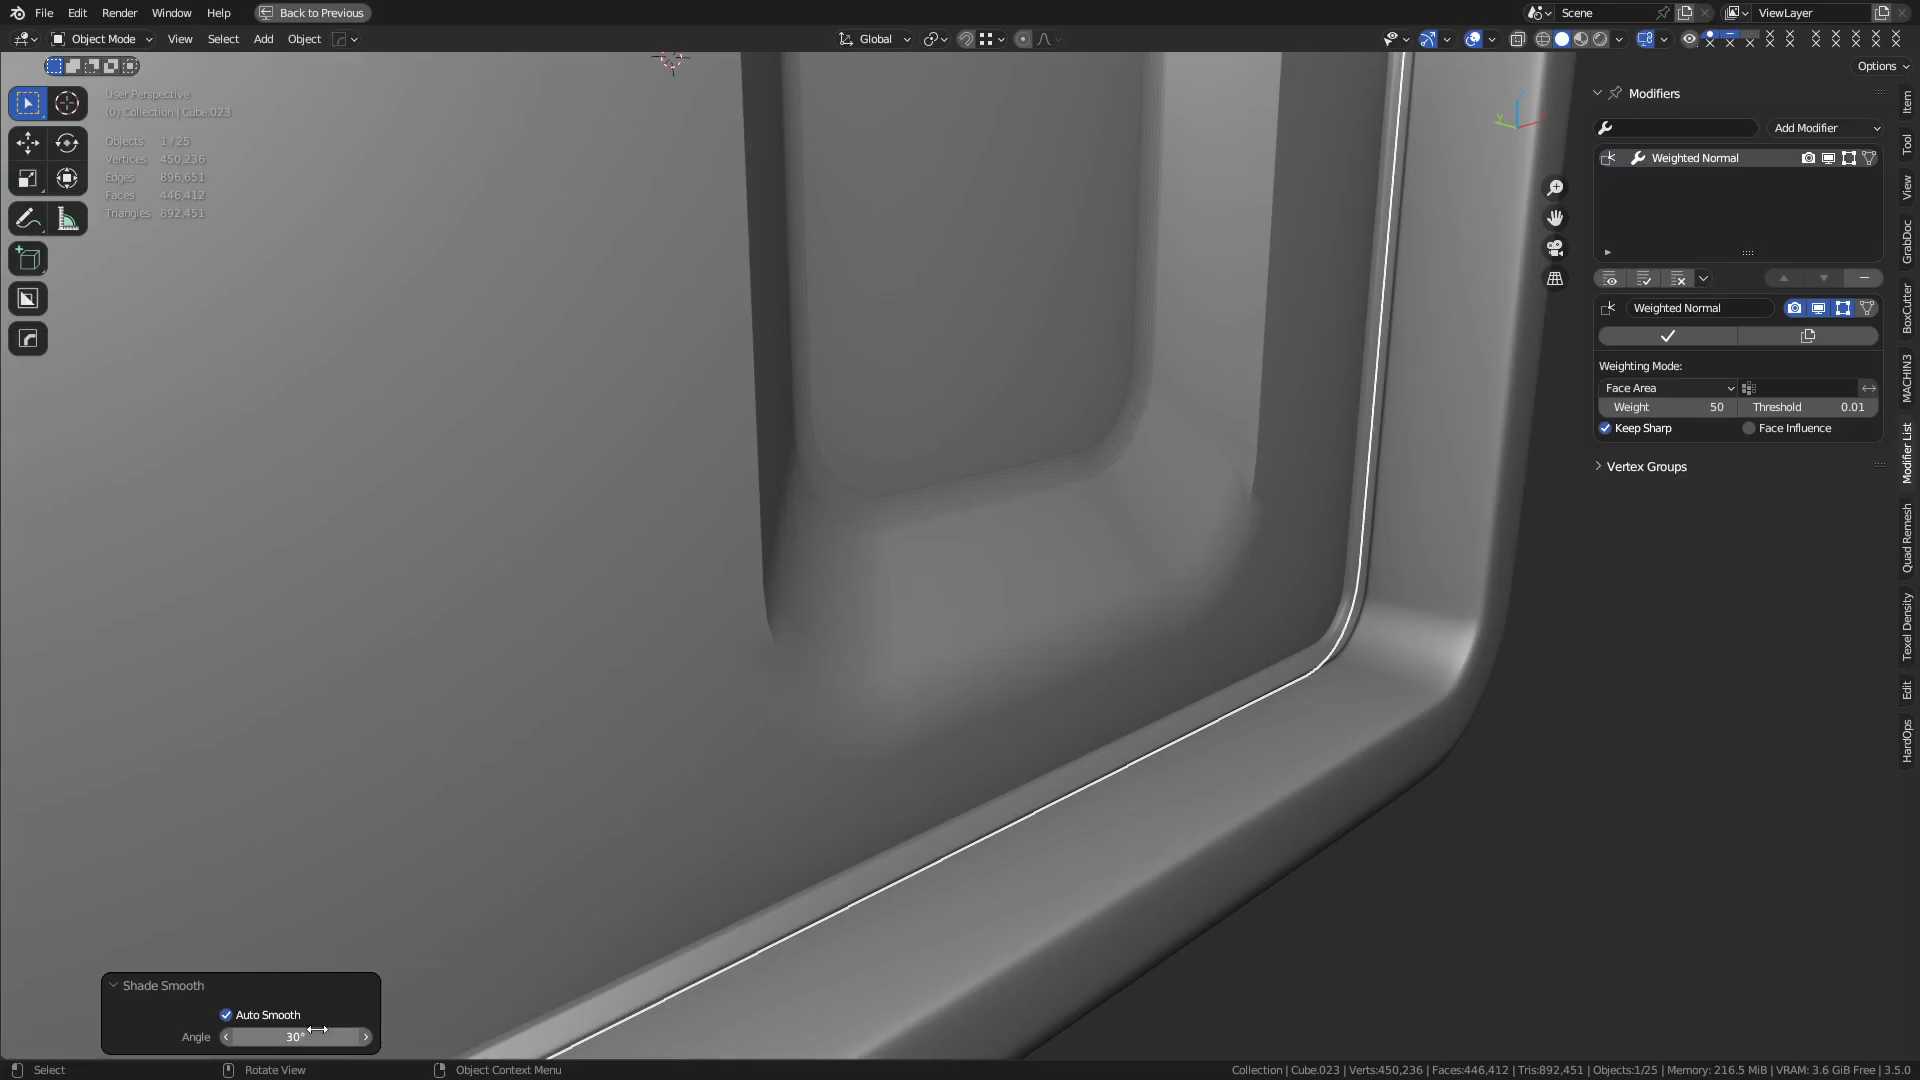 File Edit Render Window Help Back to Previous Scene ViewLayer
Object Mode View Select Add Object Global
Options
User Perspective
(0) Collection | Cube.023
Objects 1 / 25
Vertices 450,236
Edges 896,651
Faces 446,412
Triangles 892,451
Z
Y
X
Modifiers
Add Modifier
Weighted Normal
Weighted Normal
Weighting Mode:
Face Area
Weight 50 Threshold 0.01
Keep Sharp Face Influence
Vertex Groups
Item
Tool
View
GrabDoc
BoxCutter
MACHIN3
Modifier List
Quad Remesh
Texel Density
Edit
HardOps
Shade Smooth
Auto Smooth
Angle 30°
Select Rotate View Object Context Menu Collection | Cube.023 | Verts:450,236 | Faces:446,412 | Tris:892,451 | Objects:1/25 | Memory: 216.5 MiB | VRAM: 3.6 GiB Free | 3.5.0